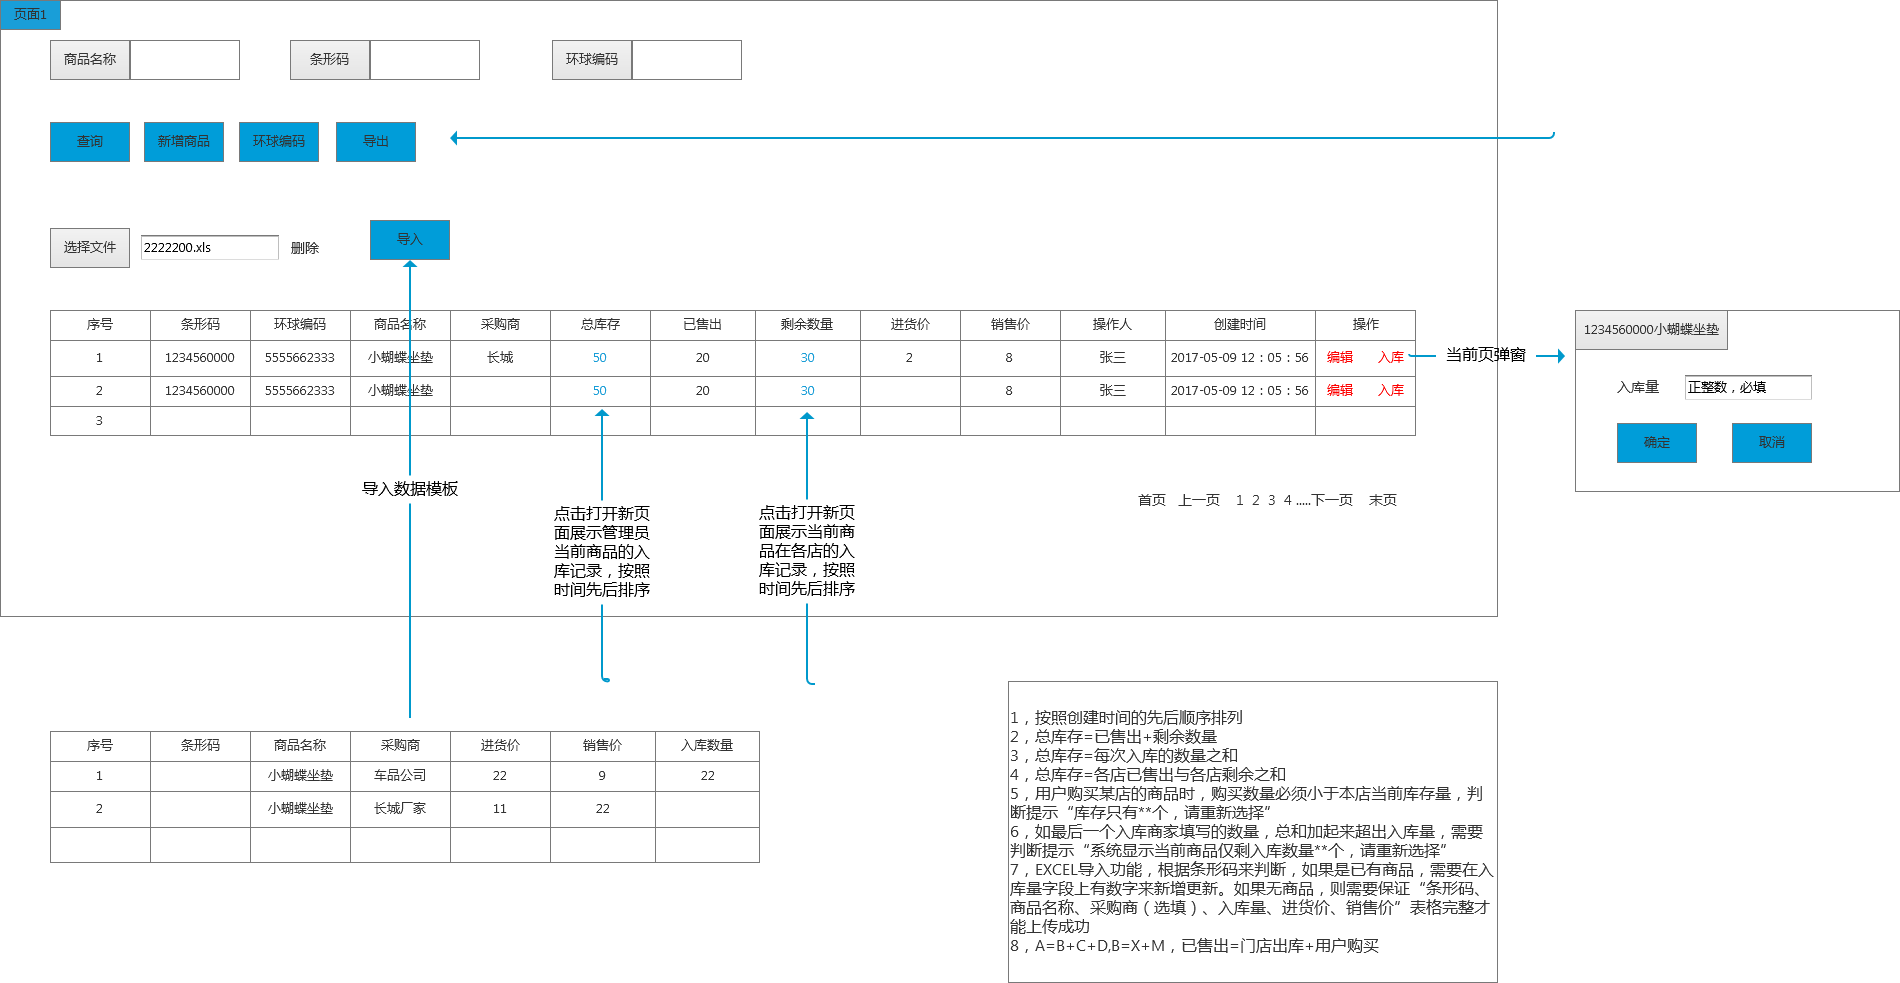 页面1
商品名称
条形码
环球编码
查询 新增商品 环球编码 导出
选择文件 2222200.xls 删除 导入
序号 条形码 环球编码 商品名称 采购商 总库存 已售出 剩余数量 进货价 销售价 操作人 创建时间 操作
1 1234560000 5555662333 小蝴蝶坐垫 长城 50 20 30 2 8 张三 2017-05-09 12：05：56 编辑 入库
2 1234560000 5555662333 小蝴蝶坐垫 50 20 30 8 张三 2017-05-09 12：05：56 编辑 入库
3
当前页弹窗
1234560000小蝴蝶坐垫
入库量 正整数，必填
确定 取消
导入数据模板
点击打开新页
面展示管理员
当前商品的入
库记录，按照
时间先后排序
点击打开新页
面展示当前商
品在各店的入
库记录，按照
时间先后排序
首页 上一页 1 2 3 4 .....下一页 末页
序号 条形码 商品名称 采购商 进货价 销售价 入库数量
1 小蝴蝶坐垫 车品公司 22 9 22
2 小蝴蝶坐垫 长城厂家 11 22
1，按照创建时间的先后顺序排列
2，总库存=已售出+剩余数量
3，总库存=每次入库的数量之和
4，总库存=各店已售出与各店剩余之和
5，用户购买某店的商品时，购买数量必须小于本店当前库存量，判
断提示“库存只有**个，请重新选择”
6，如最后一个入库商家填写的数量，总和加起来超出入库量，需要
判断提示“系统显示当前商品仅剩入库数量**个，请重新选择”
7，EXCEL导入功能，根据条形码来判断，如果是已有商品，需要在入
库量字段上有数字来新增更新。如果无商品，则需要保证“条形码、
商品名称、采购商（选填）、入库量、进货价、销售价”表格完整才
能上传成功
8，A=B+C+D,B=X+M，已售出=门店出库+用户购买